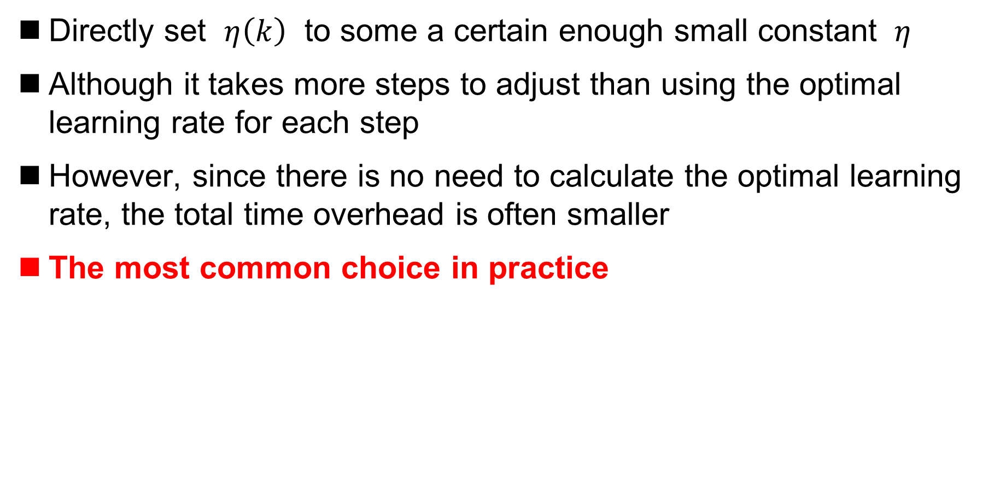 ■ Directly set η(k) to some a certain enough small constant η
■ Although it takes more steps to adjust than using the optimal
learning rate for each step
■ However, since there is no need to calculate the optimal learning
rate, the total time overhead is often smaller
■ The most common choice in practice